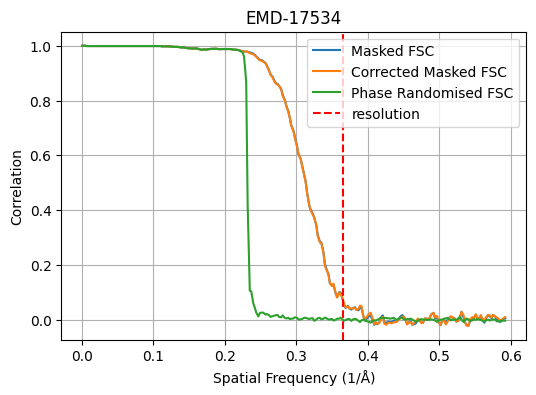 EMD-17534
1.0
0.8
0.6
0.4
0.2
0.0
Correlation
Masked FSC
Corrected Masked FSC
Phase Randomised FSC
resolution
0.0 0.1 0.2 0.3 0.4 0.5 0.6
Spatial Frequency (1/Å)